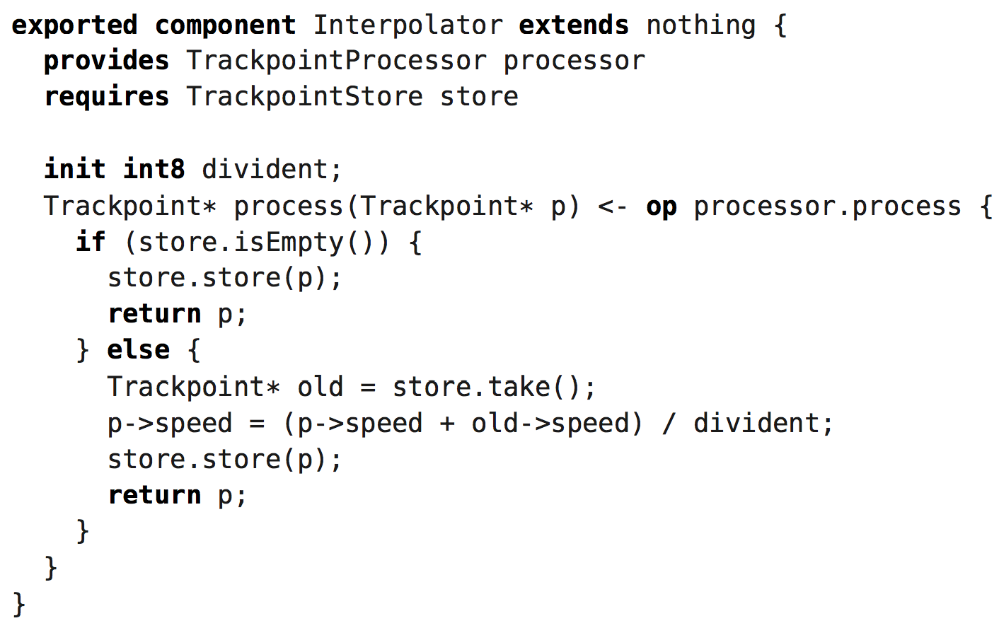 exported component Interpolator extends nothing {
provides TrackpointProcessor processor
requires TrackpointStore store
init int8 divident;
Trackpoint* process(Trackpoint* p) <- op processor.process {
if (store.isEmpty()) {
store.store(p);
return p;
} else {
Trackpoint* old = store.take();
p->speed = (p->speed + old->speed) / divident;
store.store(p);
return p;
}
}
}